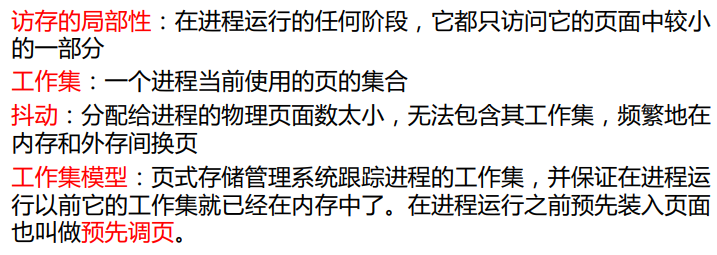 访存的局部性：在进程运行的任何阶段，它都只访问它的页面中较小
的一部分
工作集：一个进程当前使用的页的集合
抖动：分配给进程的物理页面数太小，无法包含其工作集，频繁地在
内存和外存间换页
工作集模型：页式存储管理系统跟踪进程的工作集，并保证在进程运
行以前它的工作集就已经在内存中了。在进程运行之前预先装入页面
也叫做预先调页。